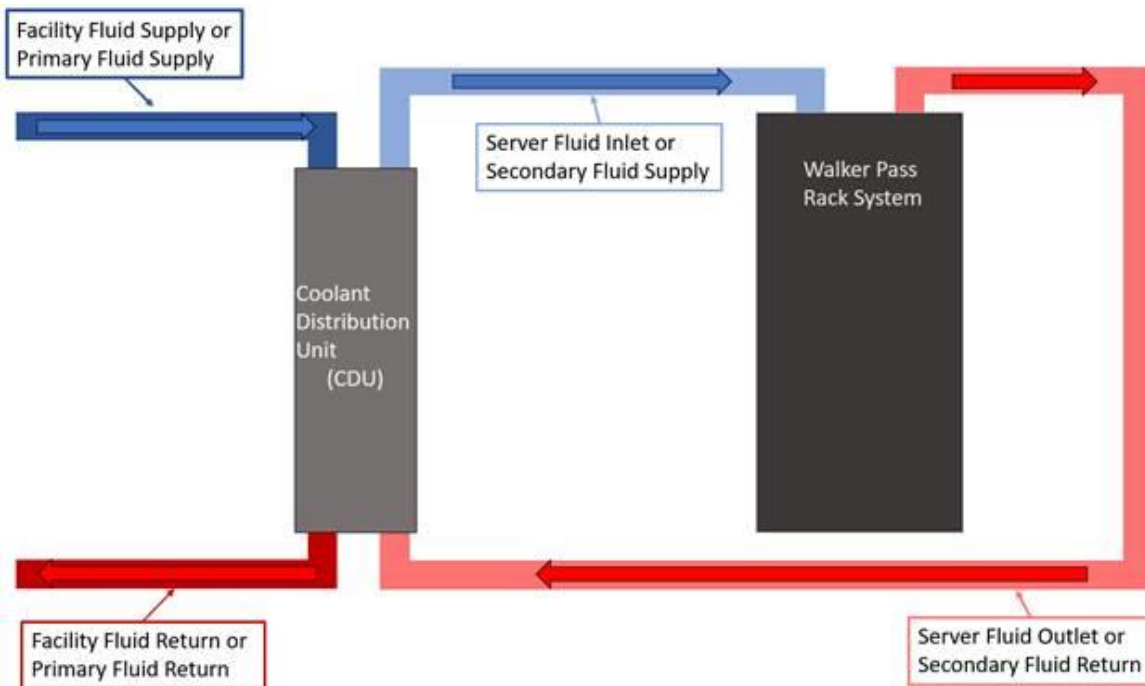 Facility Fluid Supply or
Primary Fluid Supply
Server Fluid Inlet or
Secondary Fluid Supply
Walker Pass
Rack System
Coolant
Distribution
Unit
(CDU)
Facility Fluid Return or
Primary Fluid Return
Server Fluid Outlet or
Secondary Fluid Return